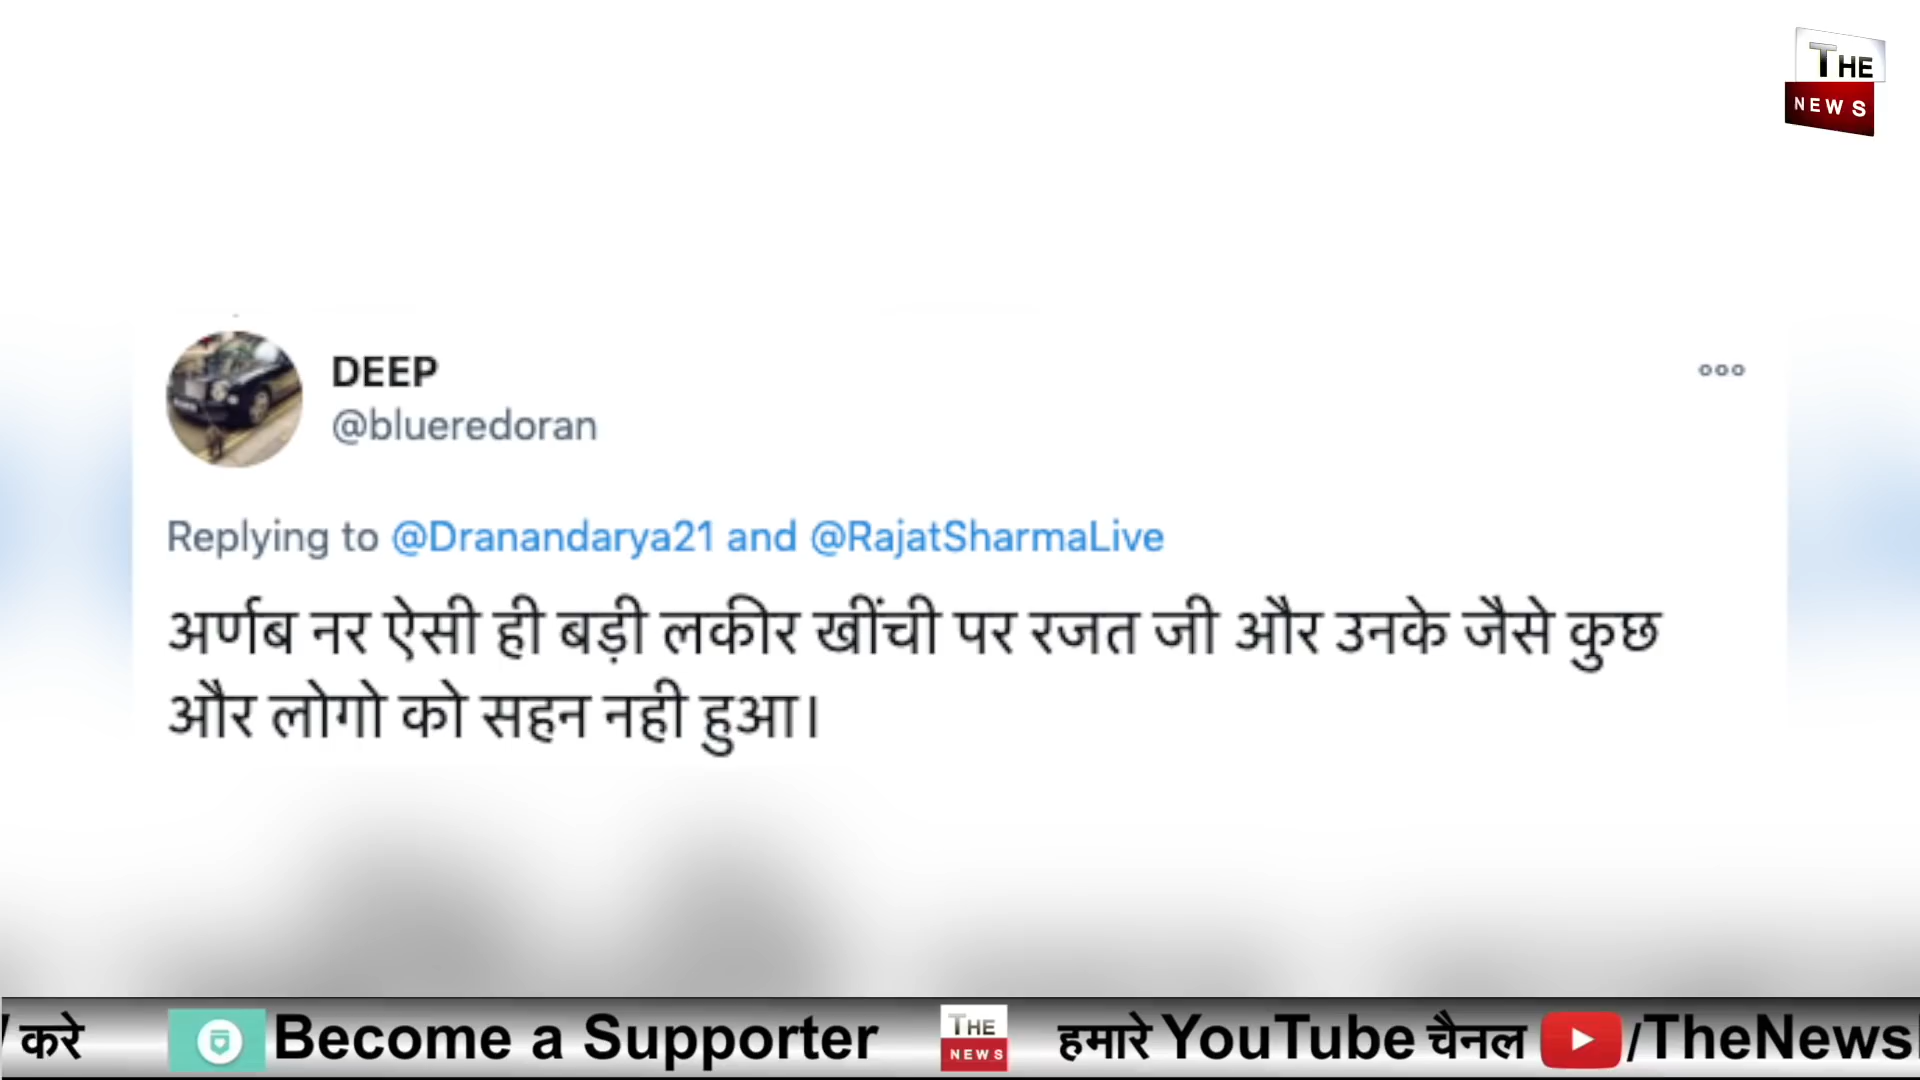 THE
NEWS
DEEP
@blueredoran
Replying to @Dranandarya21 and @RajatSharmaLive
अर्णब नर ऐसी ही बड़ी लकीर खींची पर रजत जी और उनके जैसे कुछ
और लोगो को सहन नही हुआ।
करे Become a Supporter THE NEWS हमारे YouTube चैनल /TheNews